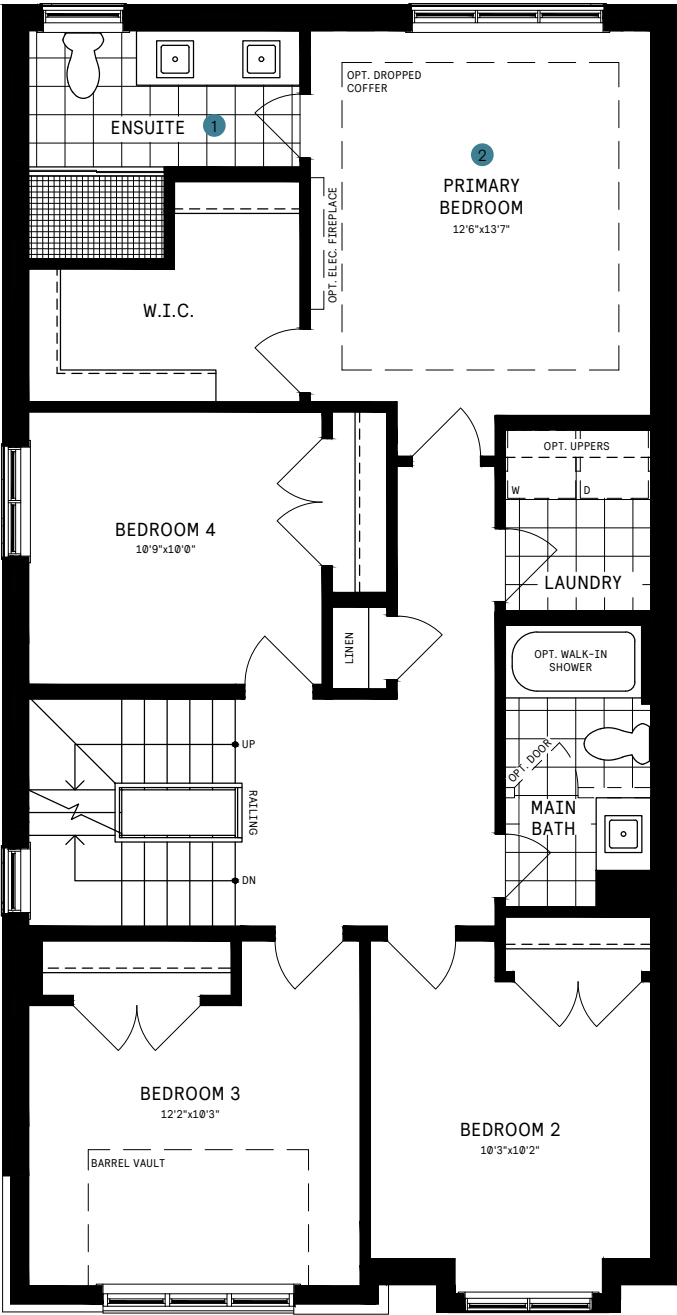 OPT. DROPPED
COFFER
ENSUITE 1
2
PRIMARY
BEDROOM
12'6"x13'7"
OPT. ELEC. FIREPLACE
W.I.C.
OPT. UPPERS
W
D
BEDROOM 4
10'9"x10'0"
LAUNDRY
LINEN
OPT. WALK-IN
SHOWER
UP
OPT. DOOR
RAILING
MAIN
BATH
DN
BEDROOM 3
12'2"x10'3"
BEDROOM 2
10'3"x10'2"
BARREL VAULT